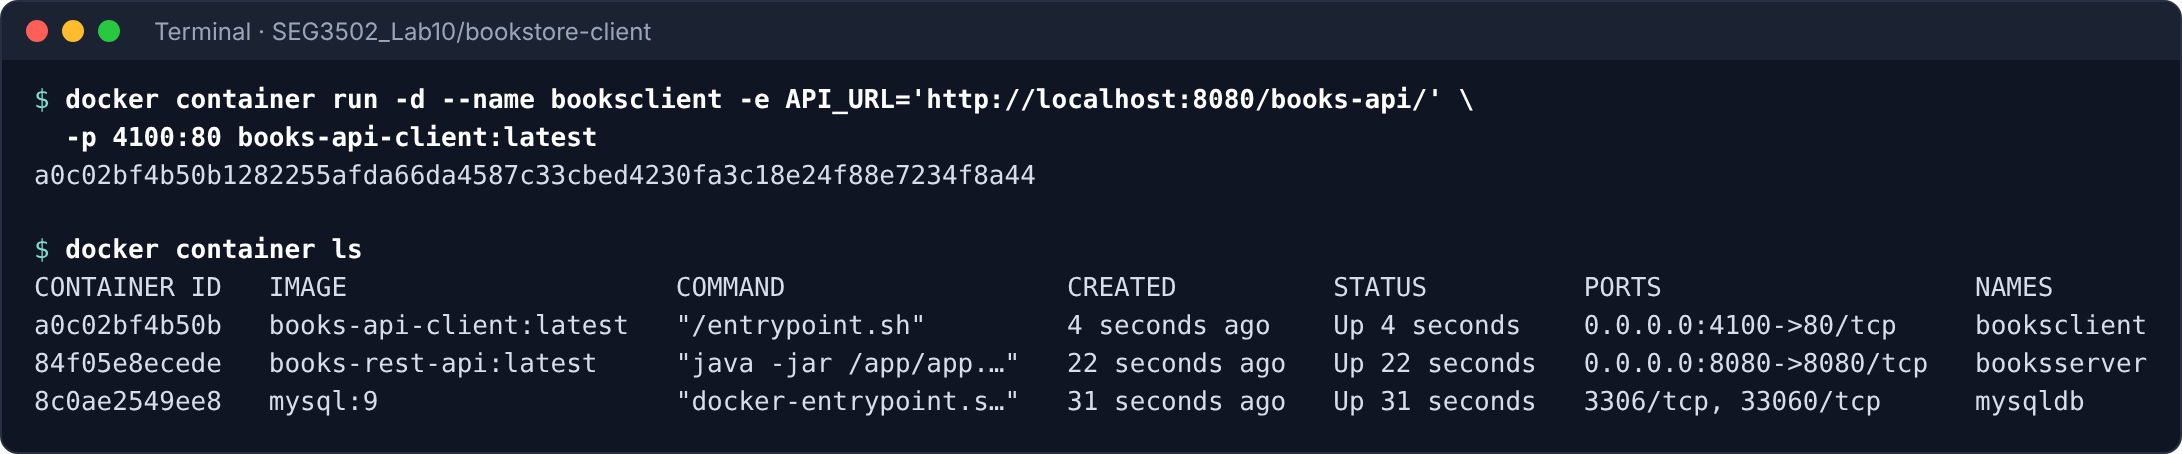 Terminal · SEG3502_Lab10/bookstore-client
$ docker container run -d --name booksclient -e API_URL='http://localhost:8080/books-api/' \
-p 4100:80 books-api-client:latest
a0c02bf4b50b1282255afda66da4587c33cbed4230fa3c18e24f88e7234f8a44
$ docker container ls
CONTAINER ID   IMAGE                     COMMAND                  CREATED          STATUS          PORTS                    NAMES
a0c02bf4b50b   books-api-client:latest   "/entrypoint.sh"         4 seconds ago    Up 4 seconds    0.0.0.0:4100->80/tcp     booksclient
84f05e8ecede   books-rest-api:latest     "java -jar /app/app.…"   22 seconds ago   Up 22 seconds   0.0.0.0:8080->8080/tcp   booksserver
8c0ae2549ee8   mysql:9                   "docker-entrypoint.s…"   31 seconds ago   Up 31 seconds   3306/tcp, 33060/tcp      mysqldb